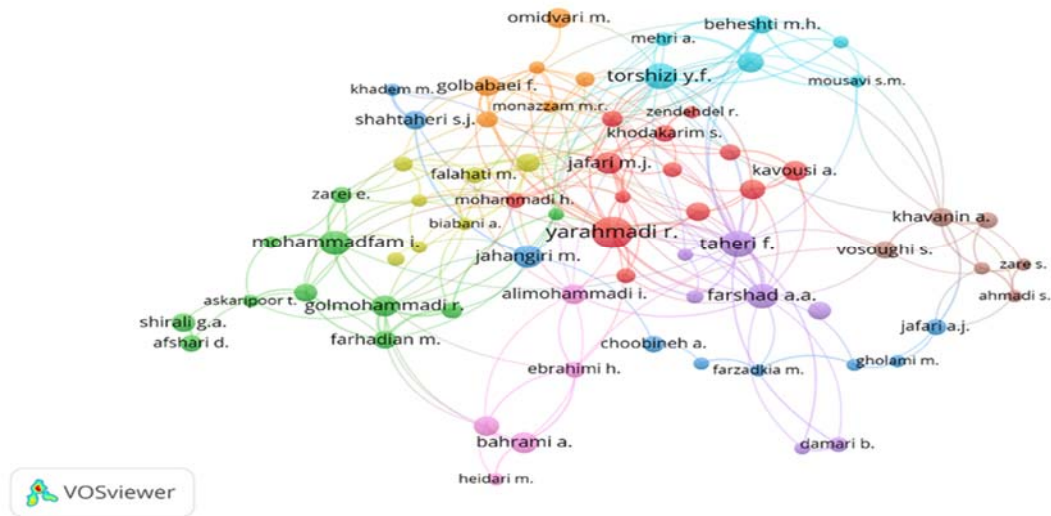 omidvari m.
beheshti m.h.
mehri a.
torshizi y.f.
golbabaei f.
mousavi s.m.
khadem m.
monazzam m.r.
zendehdel r.
shahtaheri s.j.
khodakarim s.
jafari m.j.
kavousi a.
falahati m.
zarei e.
mohammadi h.
biabani a.
khavanin a.
yarahmadi r.
mohammadfam i.
taheri f.
vosoughi s.
jahangiri m.
zare s.
alimohammadi i.
farshad a.a.
ahmadi s.
askaripoor t.
golmohammadi r.
shirali g.a.
jafari a.j.
afshari d.
farhadian m.
choobineh a.
gholami m.
ebrahimi h.
farzadkia m.
bahrami a.
damari b.
heidari m.
VOSviewer